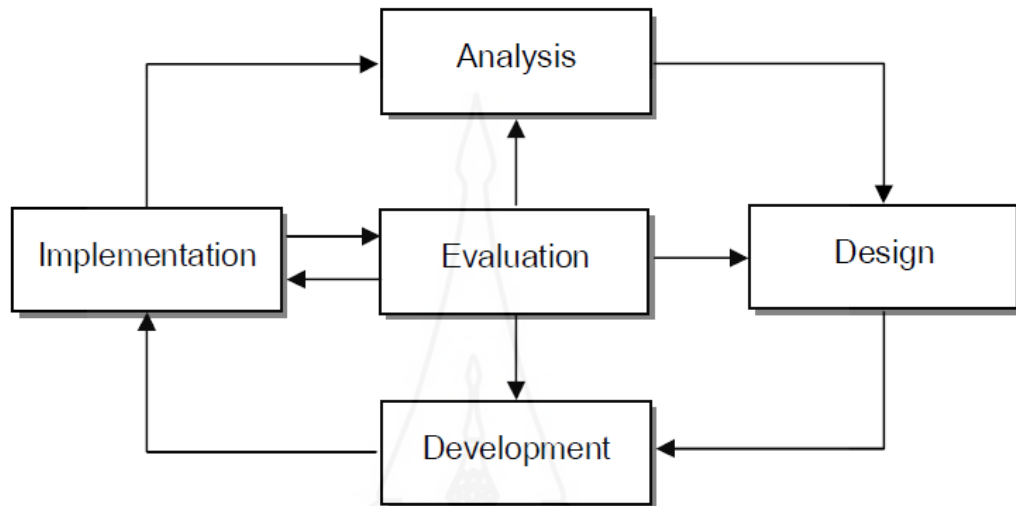 Analysis
Implementation
Evaluation
Design
Development